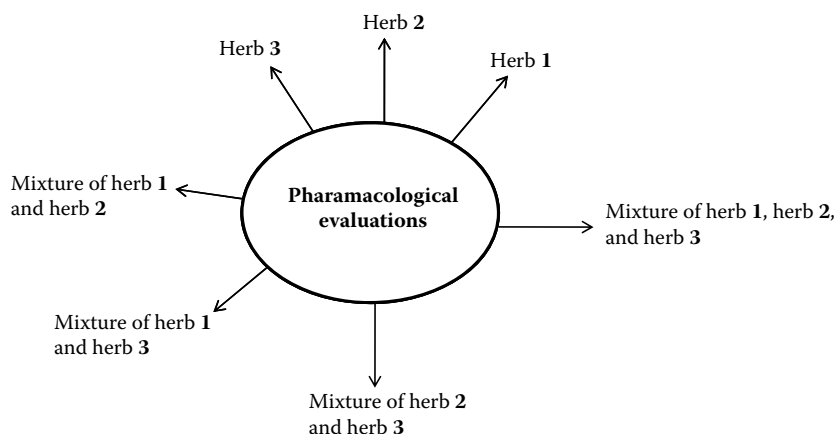 Herb 2
Herb 3
Herb 1
Mixture of herb 1
and herb 2
Pharamacological
evaluations
Mixture of herb 1, herb 2,
and herb 3
Mixture of herb 1
and herb 3
Mixture of herb 2
and herb 3